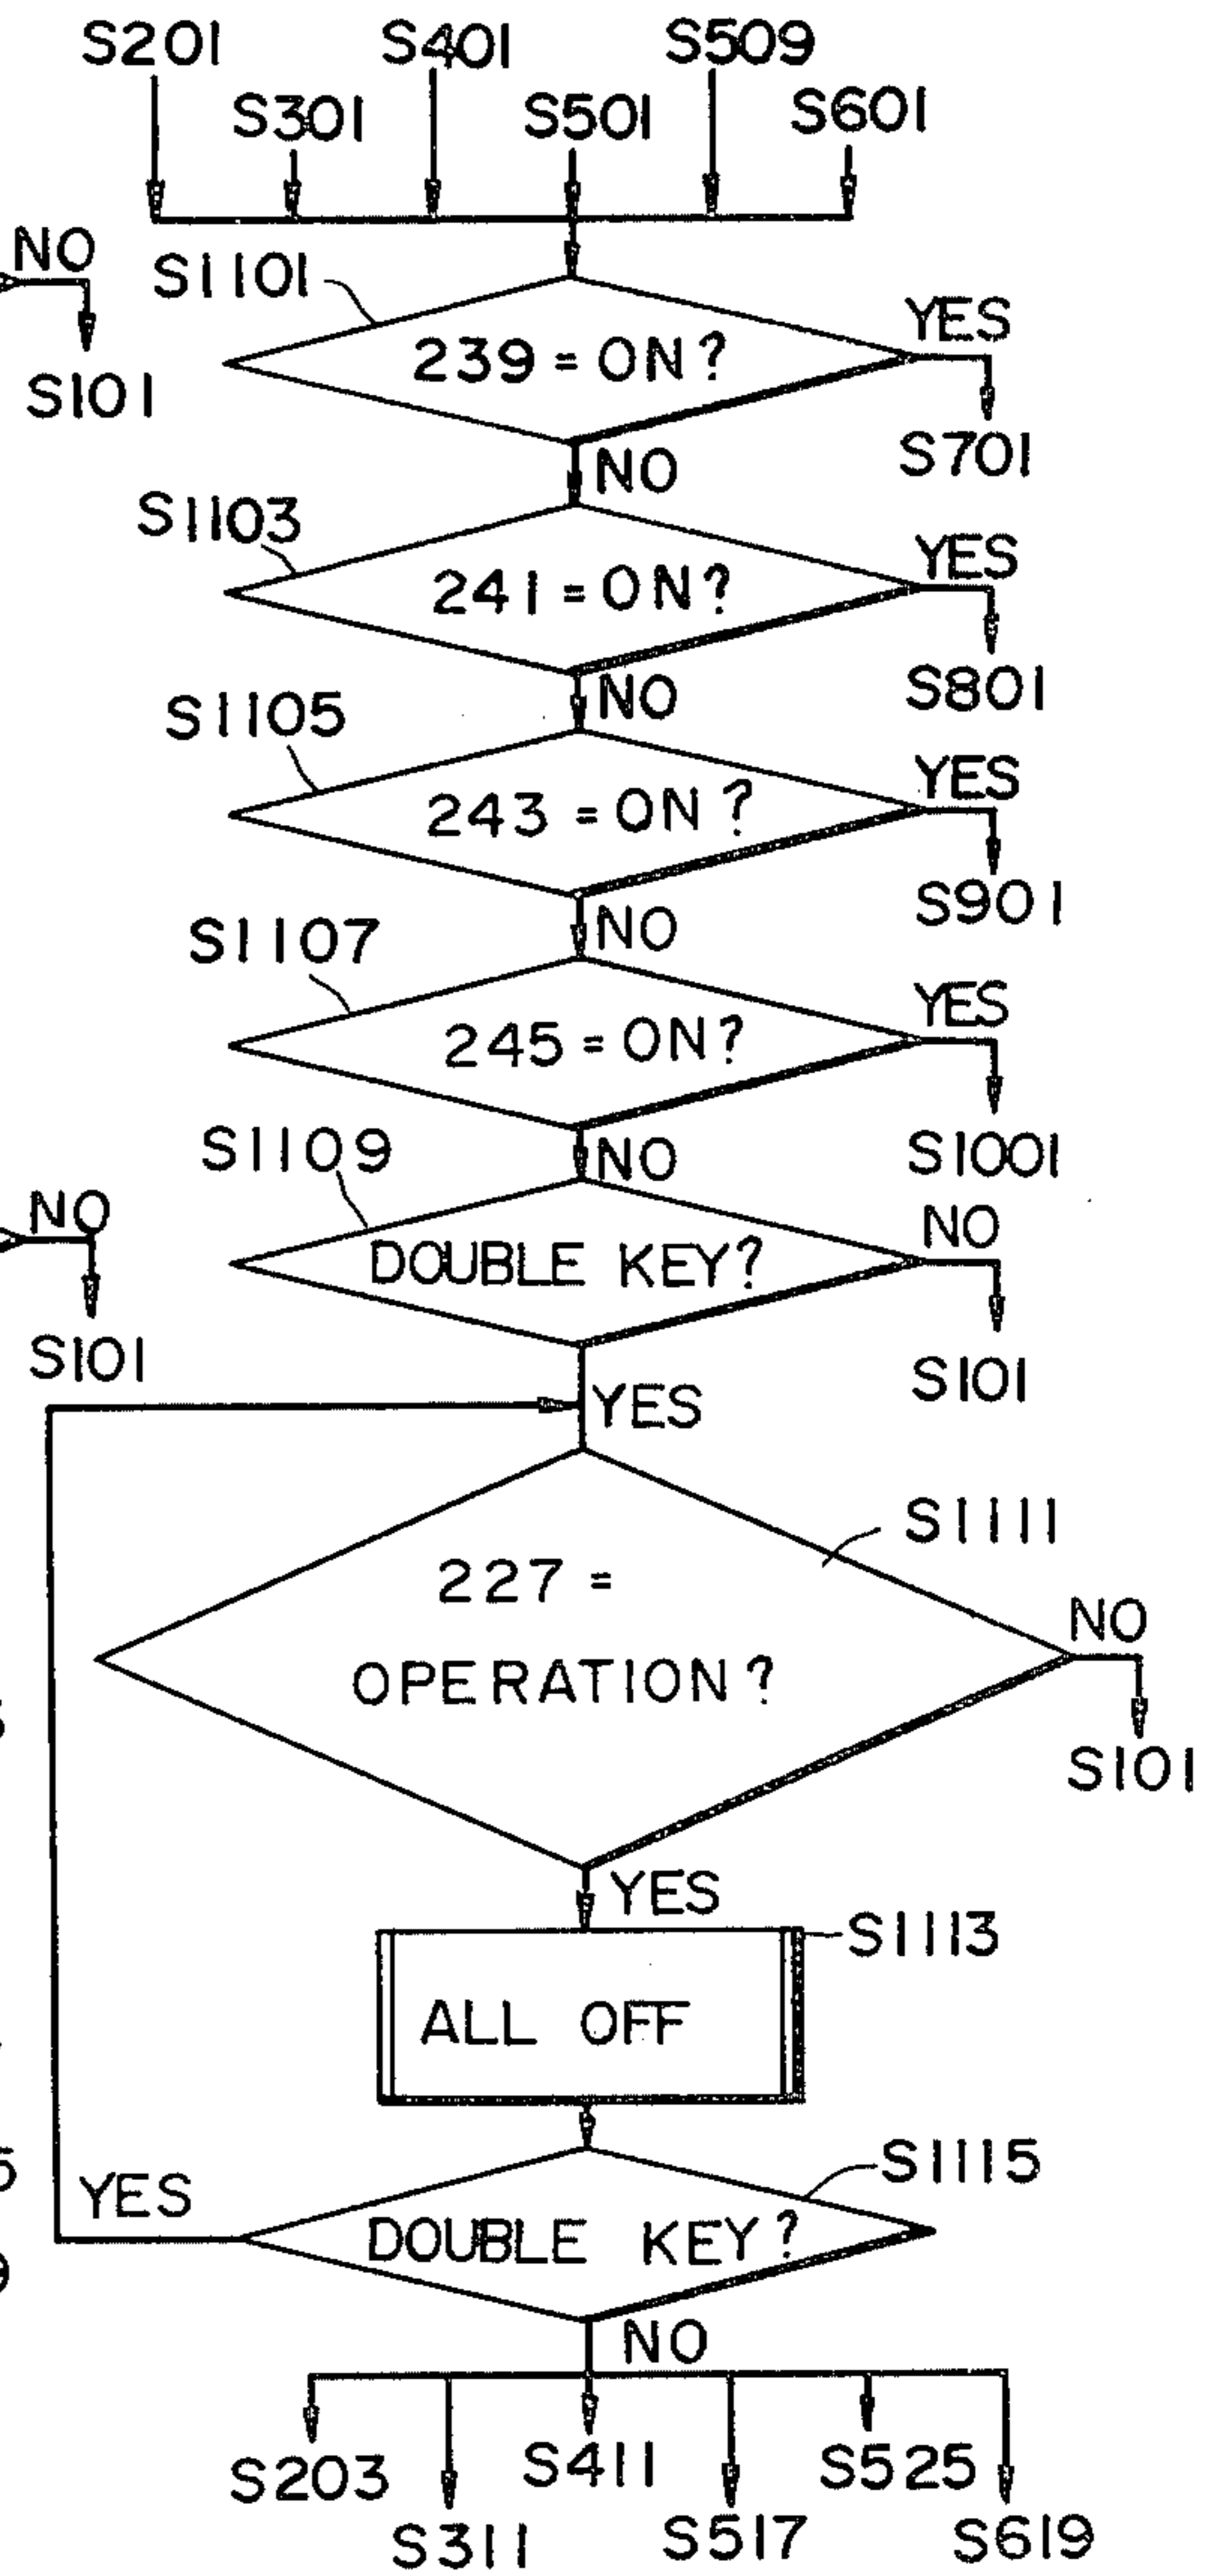 S201
S401
S509
S301
S501
S601
NO
S101
S1101
239 = ON?
YES
S701
NO
S1103
241 = ON?
YES
S801
NO
S1105
243 = ON?
YES
S901
NO
S1107
245 = ON?
YES
S1001
NO
S1109
DOUBLE KEY?
NO
S101
NO
S101
YES
S1111
227 =
OPERATION?
NO
S101
YES
S1113
ALL OFF
S1115
DOUBLE KEY?
YES
NO
S203
S311
S411
S517
S525
S619